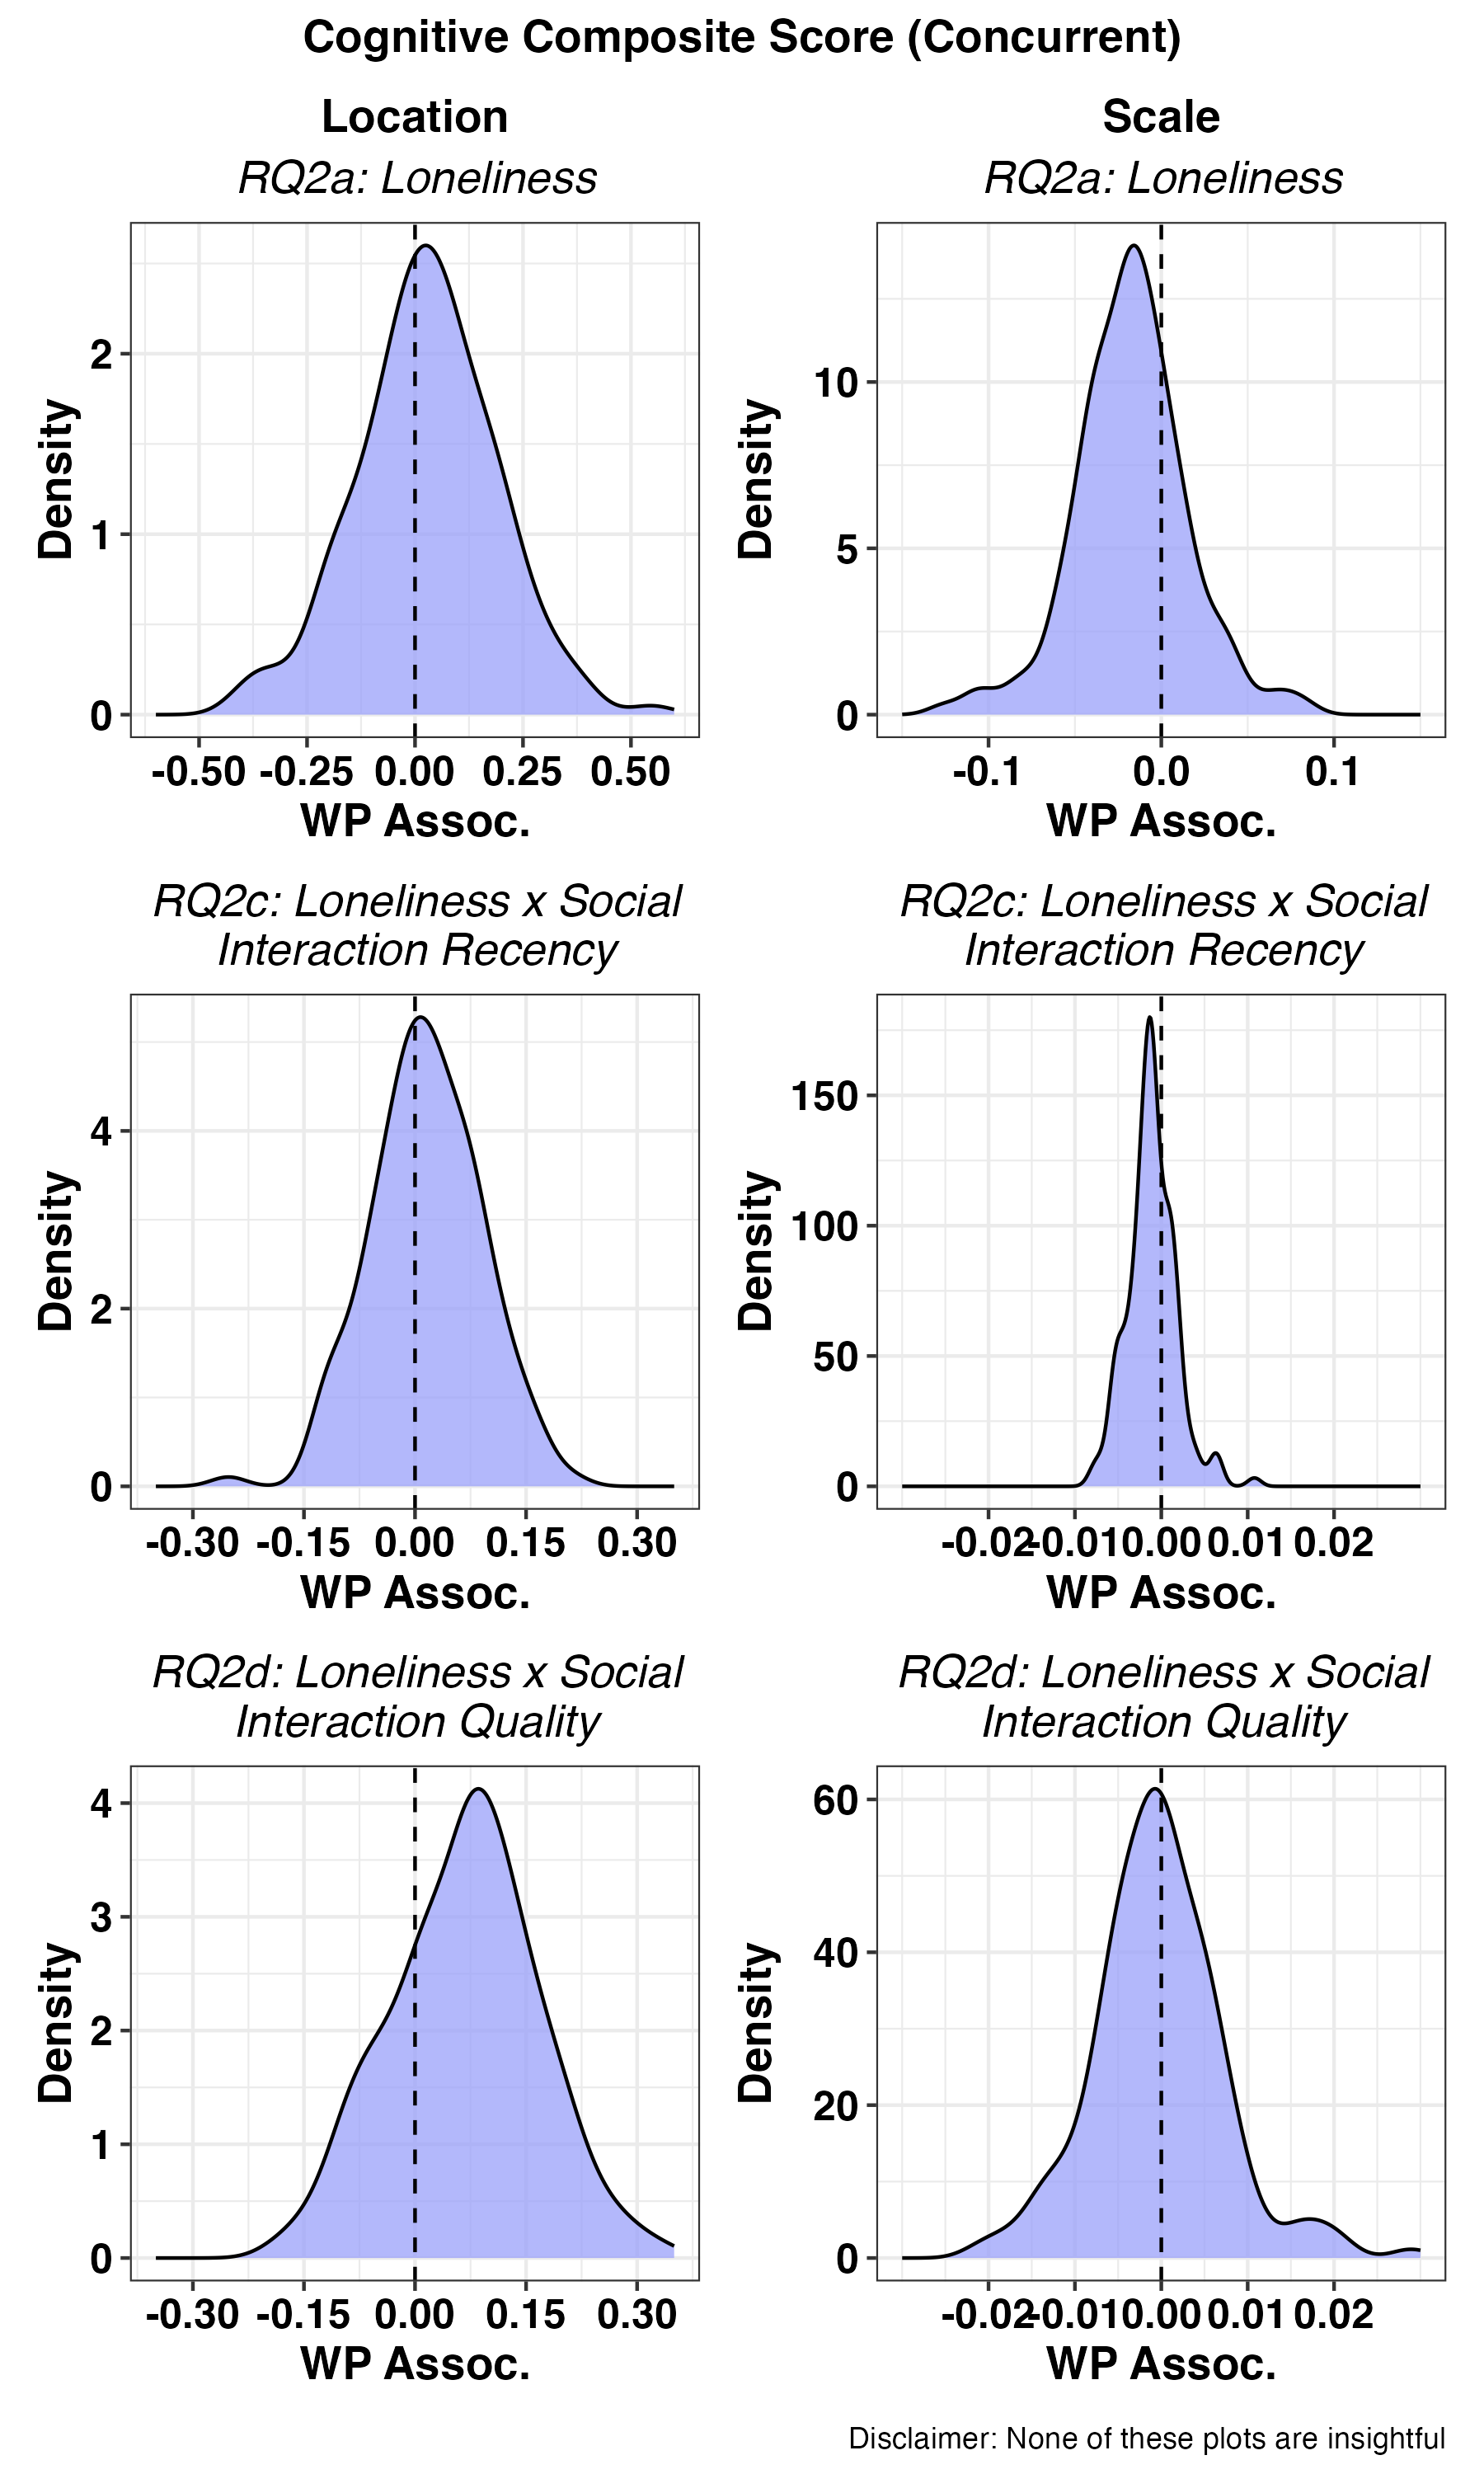 Cognitive Composite Score (Concurrent)
Location
Scale
RQ2a: Loneliness
Density
2
1
0
-0.50 -0.25 0.00 0.25 0.50
WP Assoc.
RQ2a: Loneliness
Density
10
5
0
-0.1 0.0 0.1
WP Assoc.
RQ2c: Loneliness x Social
Interaction Recency
Density
4
2
0
-0.30 -0.15 0.00 0.15 0.30
WP Assoc.
RQ2c: Loneliness x Social
Interaction Recency
Density
150
100
50
0
-0.02 -0.01 0.00 0.01 0.02
WP Assoc.
RQ2d: Loneliness x Social
Interaction Quality
Density
4
3
2
1
0
-0.30 -0.15 0.00 0.15 0.30
WP Assoc.
RQ2d: Loneliness x Social
Interaction Quality
Density
60
40
20
0
-0.02 -0.01 0.00 0.01 0.02
WP Assoc.
Disclaimer: None of these plots are insightful